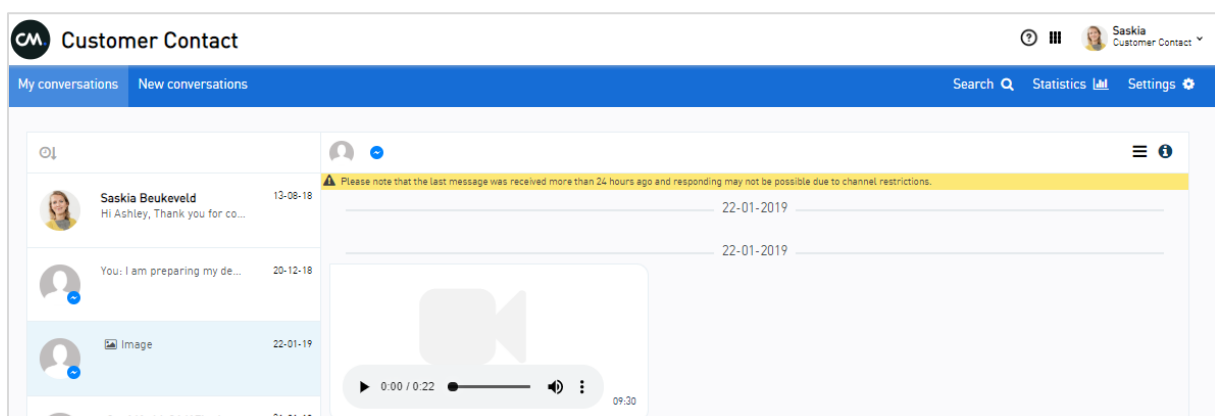 CM.
Customer Contact
Saskia
Customer Contact
My conversations
New conversations
Search
Statistics
Settings
Saskia Beukeveld
13-08-18
Hi Ashley, Thank you for co...
You: I am preparing my de...
20-12-18
Image
22-01-19
Please note that the last message was received more than 24 hours ago and responding may not be possible due to channel restrictions.
22-01-2019
22-01-2019
0:00 / 0:22
09:30